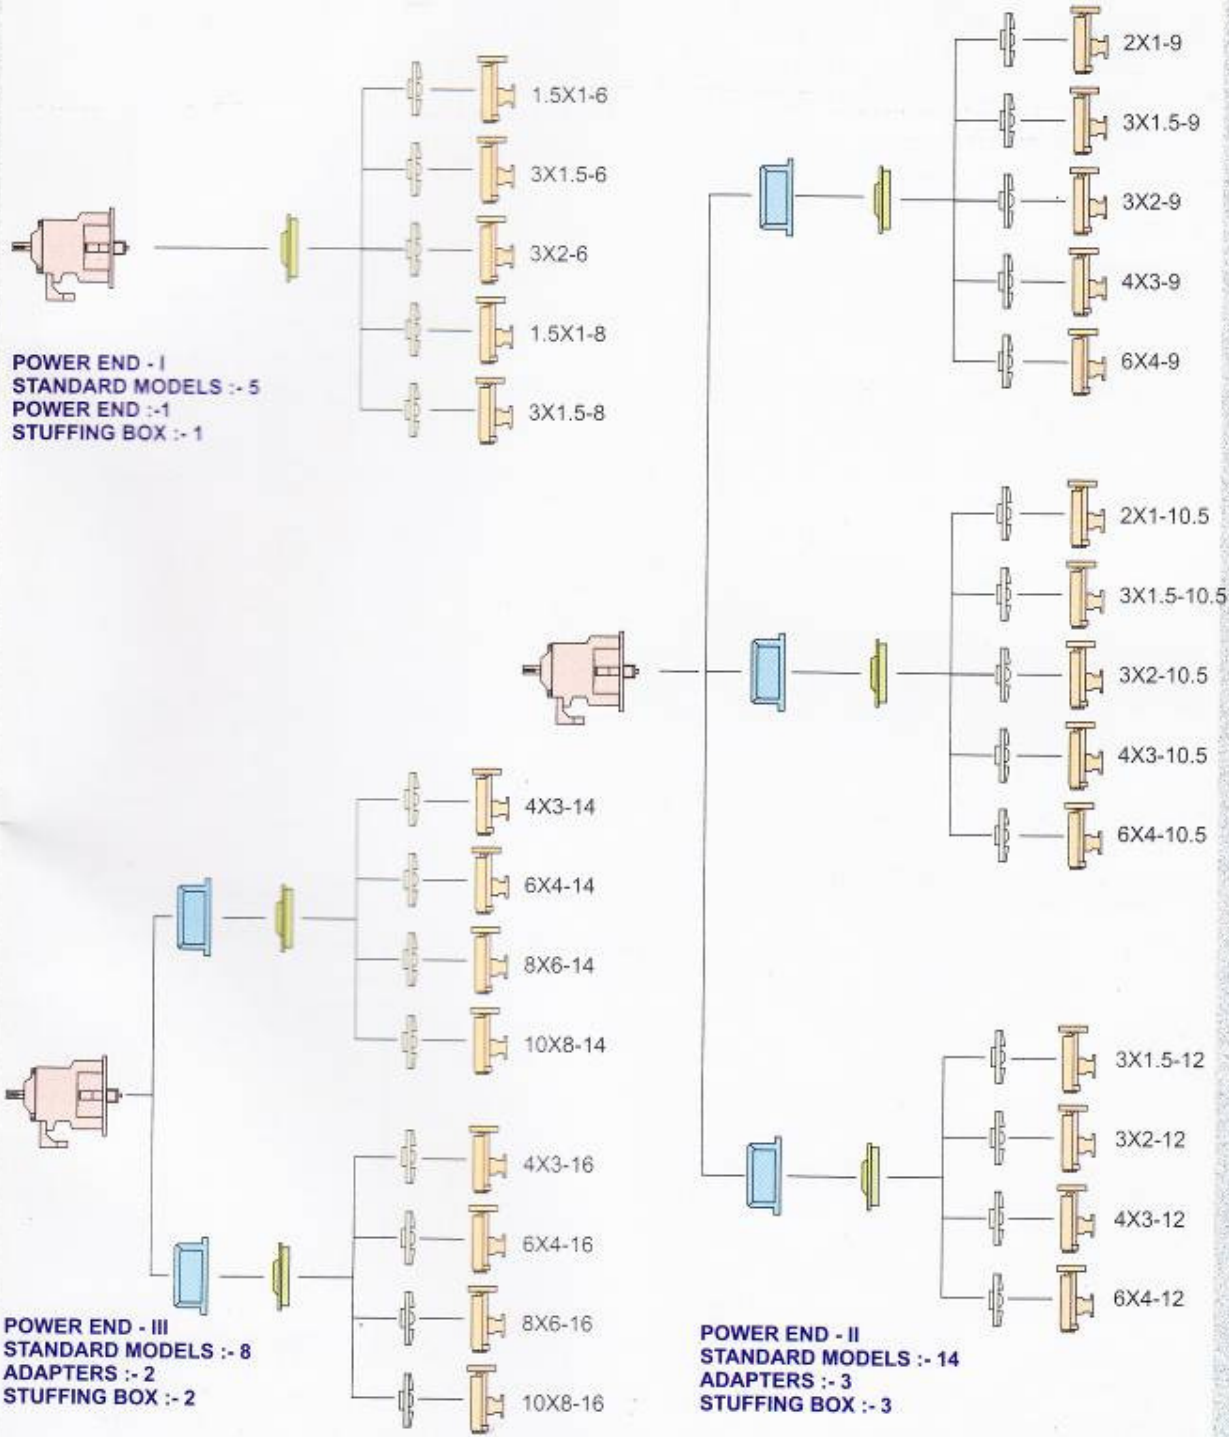 1.5X1-6
3X1.5-6
3X2-6
1.5X1-8
3X1.5-8
POWER END - I
STANDARD MODELS :- 5
POWER END :-1
STUFFING BOX :- 1
2X1-9
3X1.5-9
3X2-9
4X3-9
6X4-9
2X1-10.5
3X1.5-10.5
3X2-10.5
4X3-10.5
6X4-10.5
3X1.5-12
3X2-12
4X3-12
6X4-12
POWER END - II
STANDARD MODELS :- 14
ADAPTERS :- 3
STUFFING BOX :- 3
4X3-14
6X4-14
8X6-14
10X8-14
4X3-16
6X4-16
8X6-16
10X8-16
POWER END - III
STANDARD MODELS :- 8
ADAPTERS :- 2
STUFFING BOX :- 2